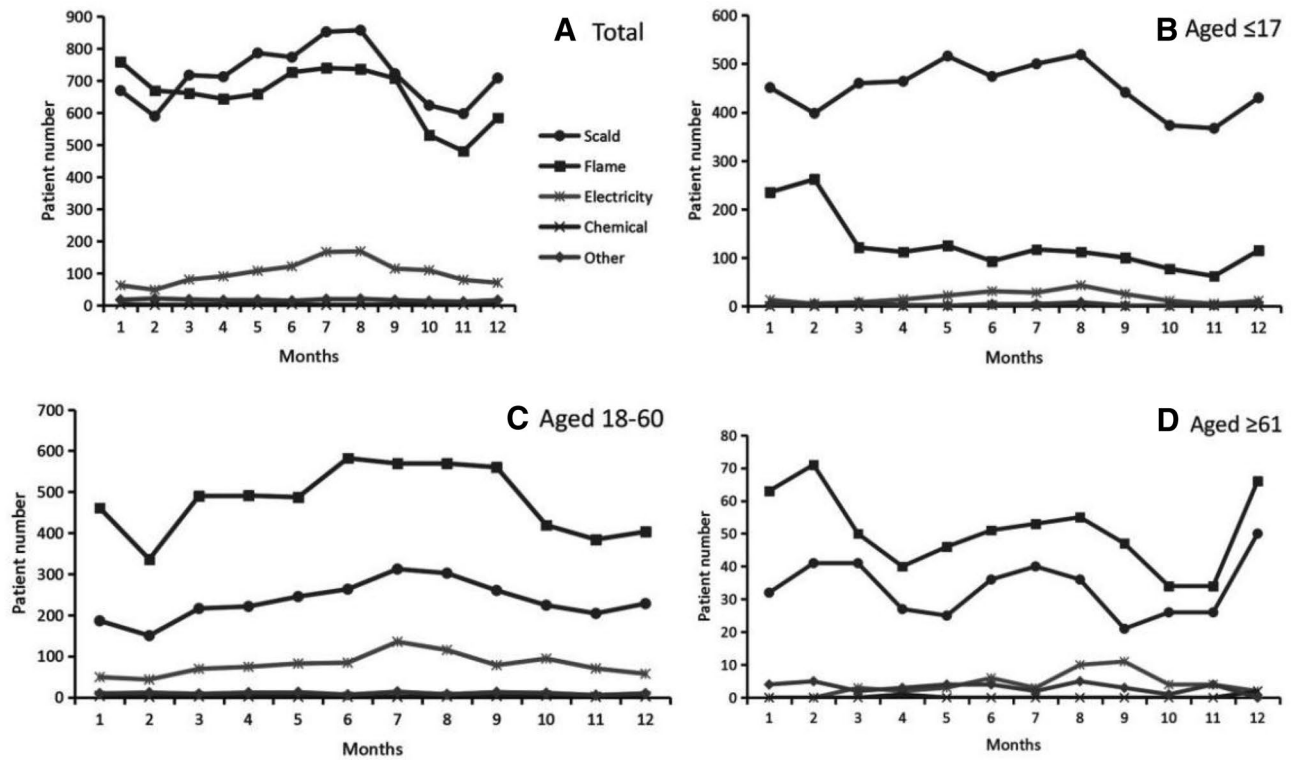 A Total
900
800
700
600
500
400
300
200
100
0
Patient number
1 2 3 4 5 6 7 8 9 10 11 12
Months
Scald
Flame
Electricity
Chemical
Other
B Aged ≤17
600
500
400
300
200
100
0
Patient number
1 2 3 4 5 6 7 8 9 10 11 12
Months
C Aged 18-60
700
600
500
400
300
200
100
0
Patient number
1 2 3 4 5 6 7 8 9 10 11 12
Months
D Aged ≥61
80
70
60
50
40
30
20
10
0
Patient number
1 2 3 4 5 6 7 8 9 10 11 12
Months